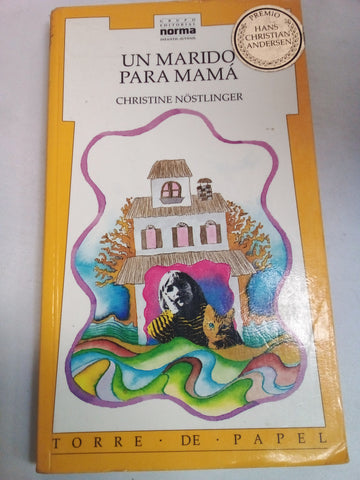 GRUPO
EDITORIAL
norma
PREMIO
HANS
CHRISTIAN
ANDERSEN
UN MARIDO
PARA MAMÁ
CHRISTINE NÖSTLINGER
TORRE · DE · PAPEL